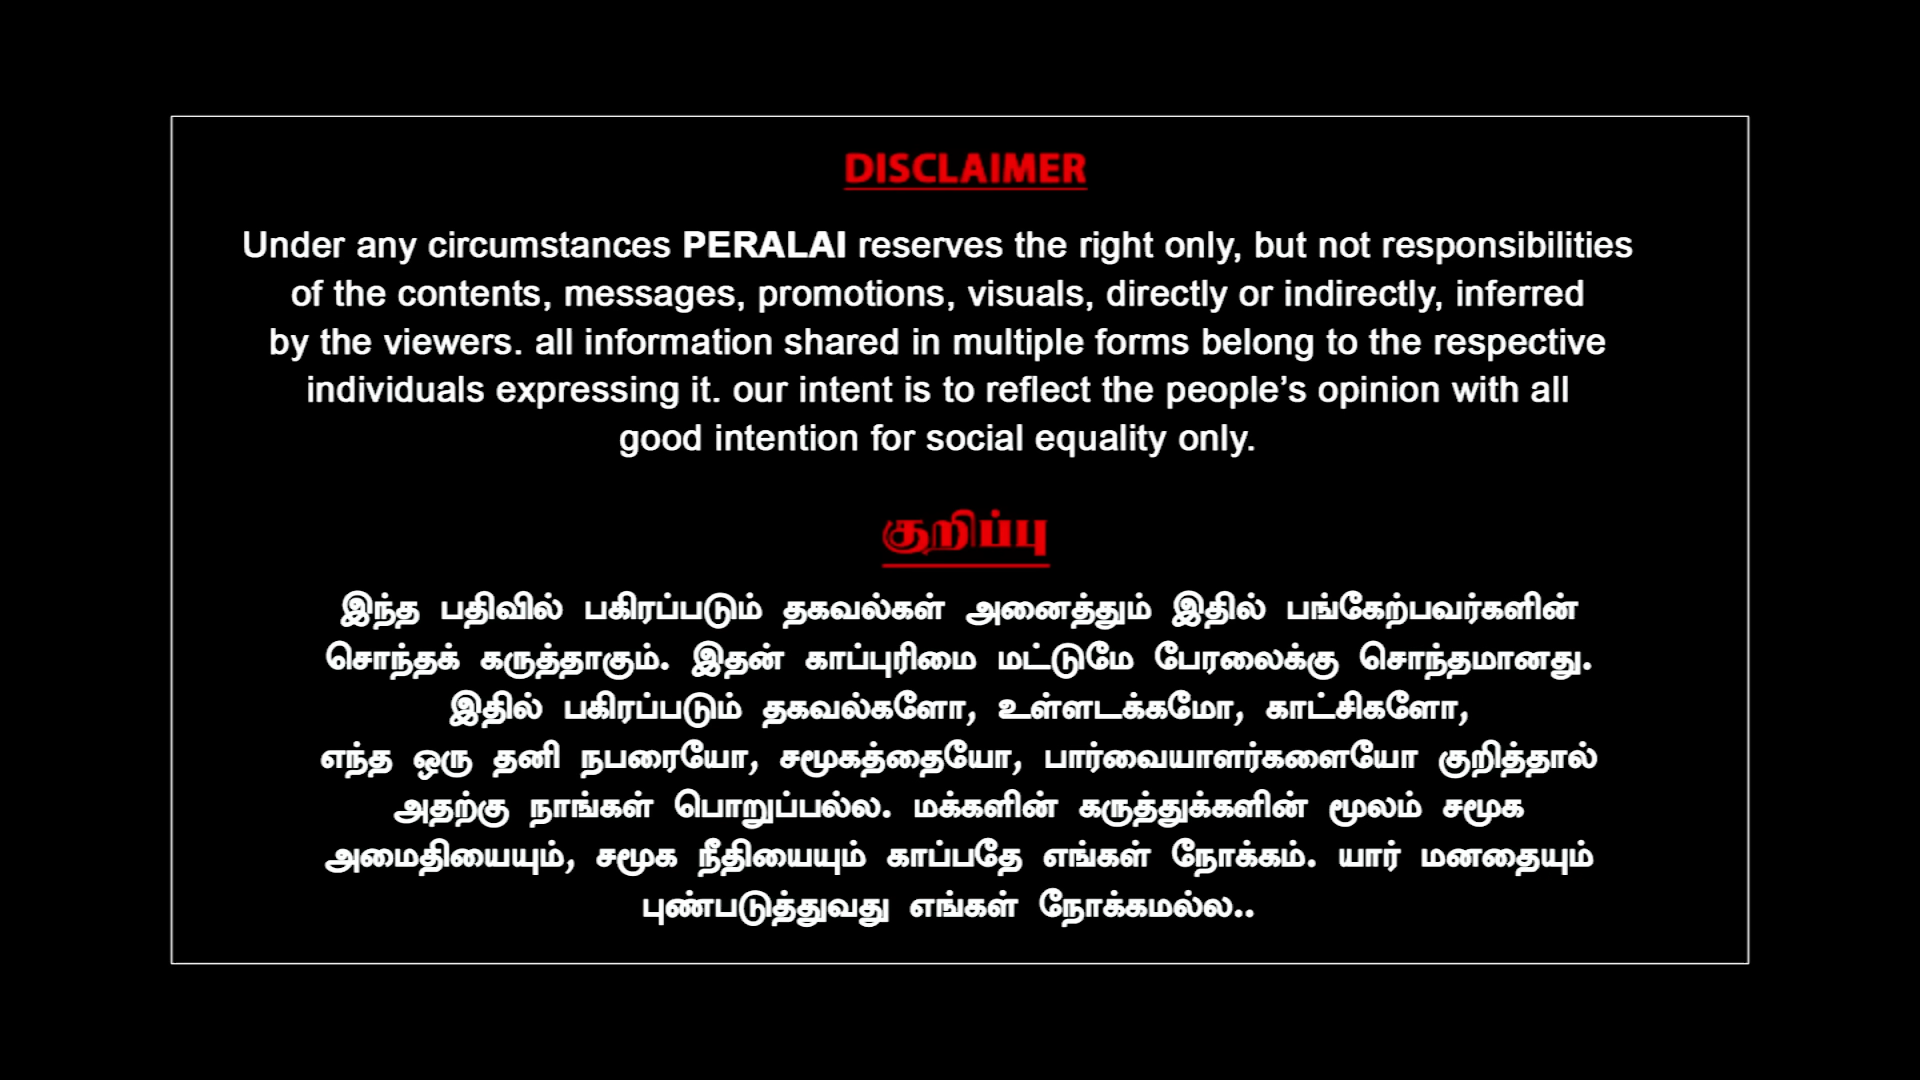 DISCLAIMER
Under any circumstances PERALAI reserves the right only, but not responsibilities
of the contents, messages, promotions, visuals, directly or indirectly, inferred
by the viewers. all information shared in multiple forms belong to the respective
individuals expressing it. our intent is to reflect the people’s opinion with all
good intention for social equality only.
குறிப்பு
இந்த பதிவில் பகிரப்படும் தகவல்கள் அனைத்தும் இதில் பங்கேற்பவர்களின்
சொந்தக் கருத்தாகும். இதன் காப்புரிமை மட்டுமே பேரலைக்கு சொந்தமானது.
இதில் பகிரப்படும் தகவல்களோ, உள்ளடக்கமோ, காட்சிகளோ,
எந்த ஒரு தனி நபரையோ, சமூகத்தையோ, பார்வையாளர்களையோ குறித்தால்
அதற்கு நாங்கள் பொறுப்பல்ல. மக்களின் கருத்துக்களின் மூலம் சமூக
அமைதியையும், சமூக நீதியையும் காப்பதே எங்கள் நோக்கம். யார் மனதையும்
புண்படுத்துவது எங்கள் நோக்கமல்ல..